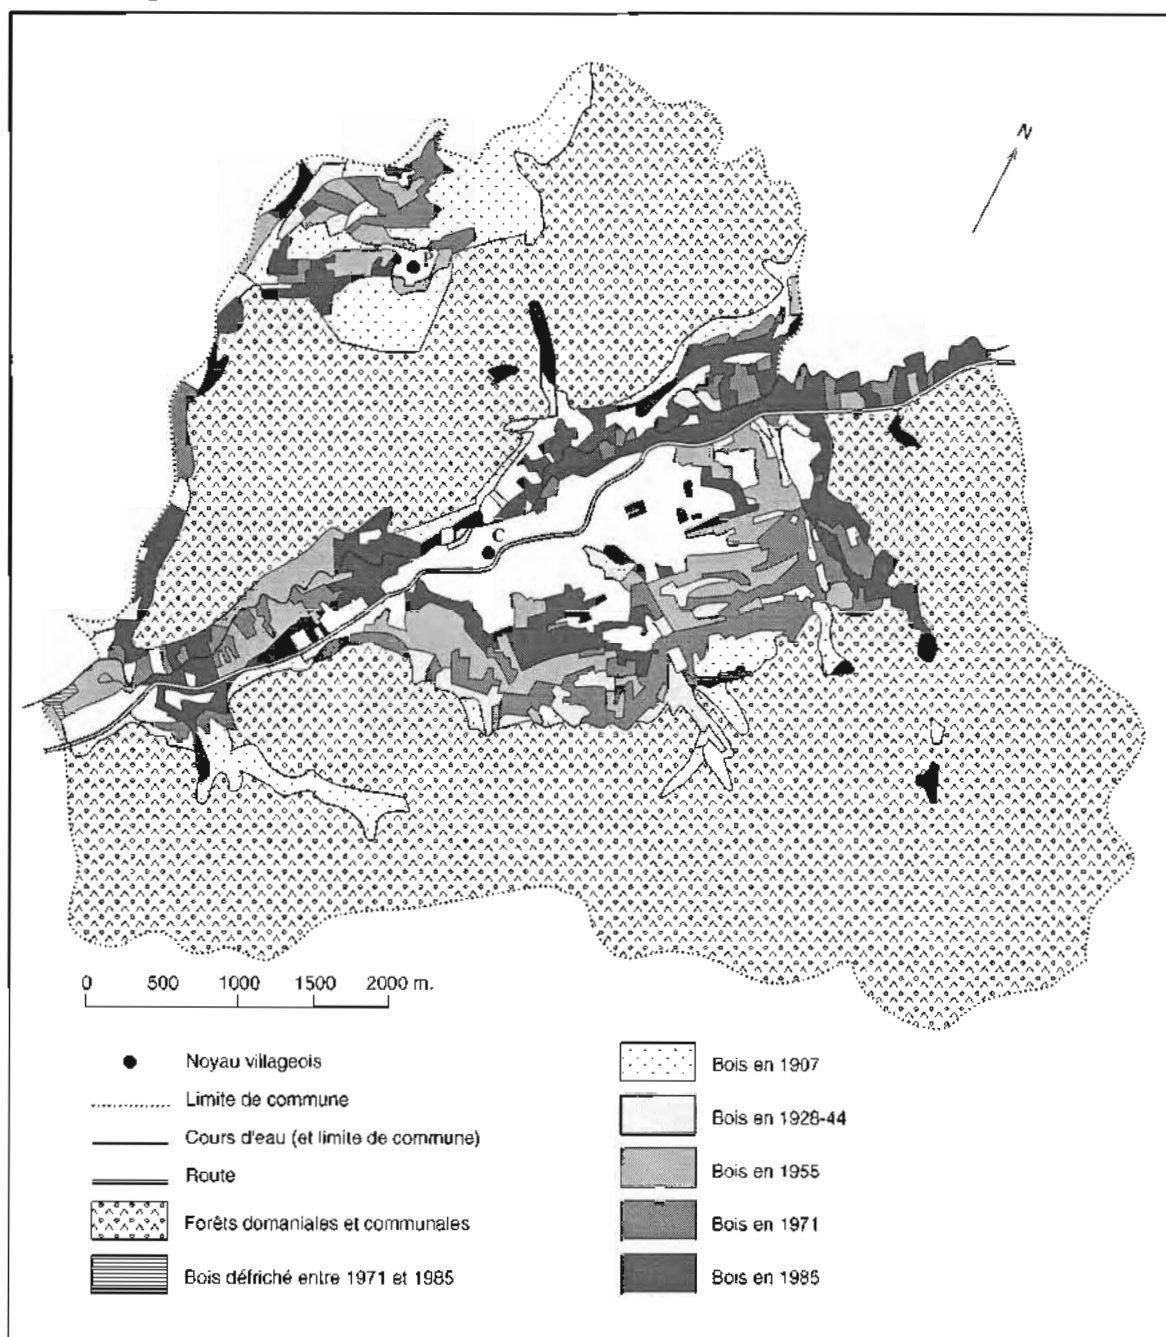 N
P
C
0 500 1000 1500 2000 m.
Noyau villageois
Limite de commune
Cours d'eau (et limite de commune)
Route
Forêts domaniales et communales
Bois défriché entre 1971 et 1985
Bois en 1907
Bois en 1928-44
Bois en 1955
Bois en 1971
Bois en 1985